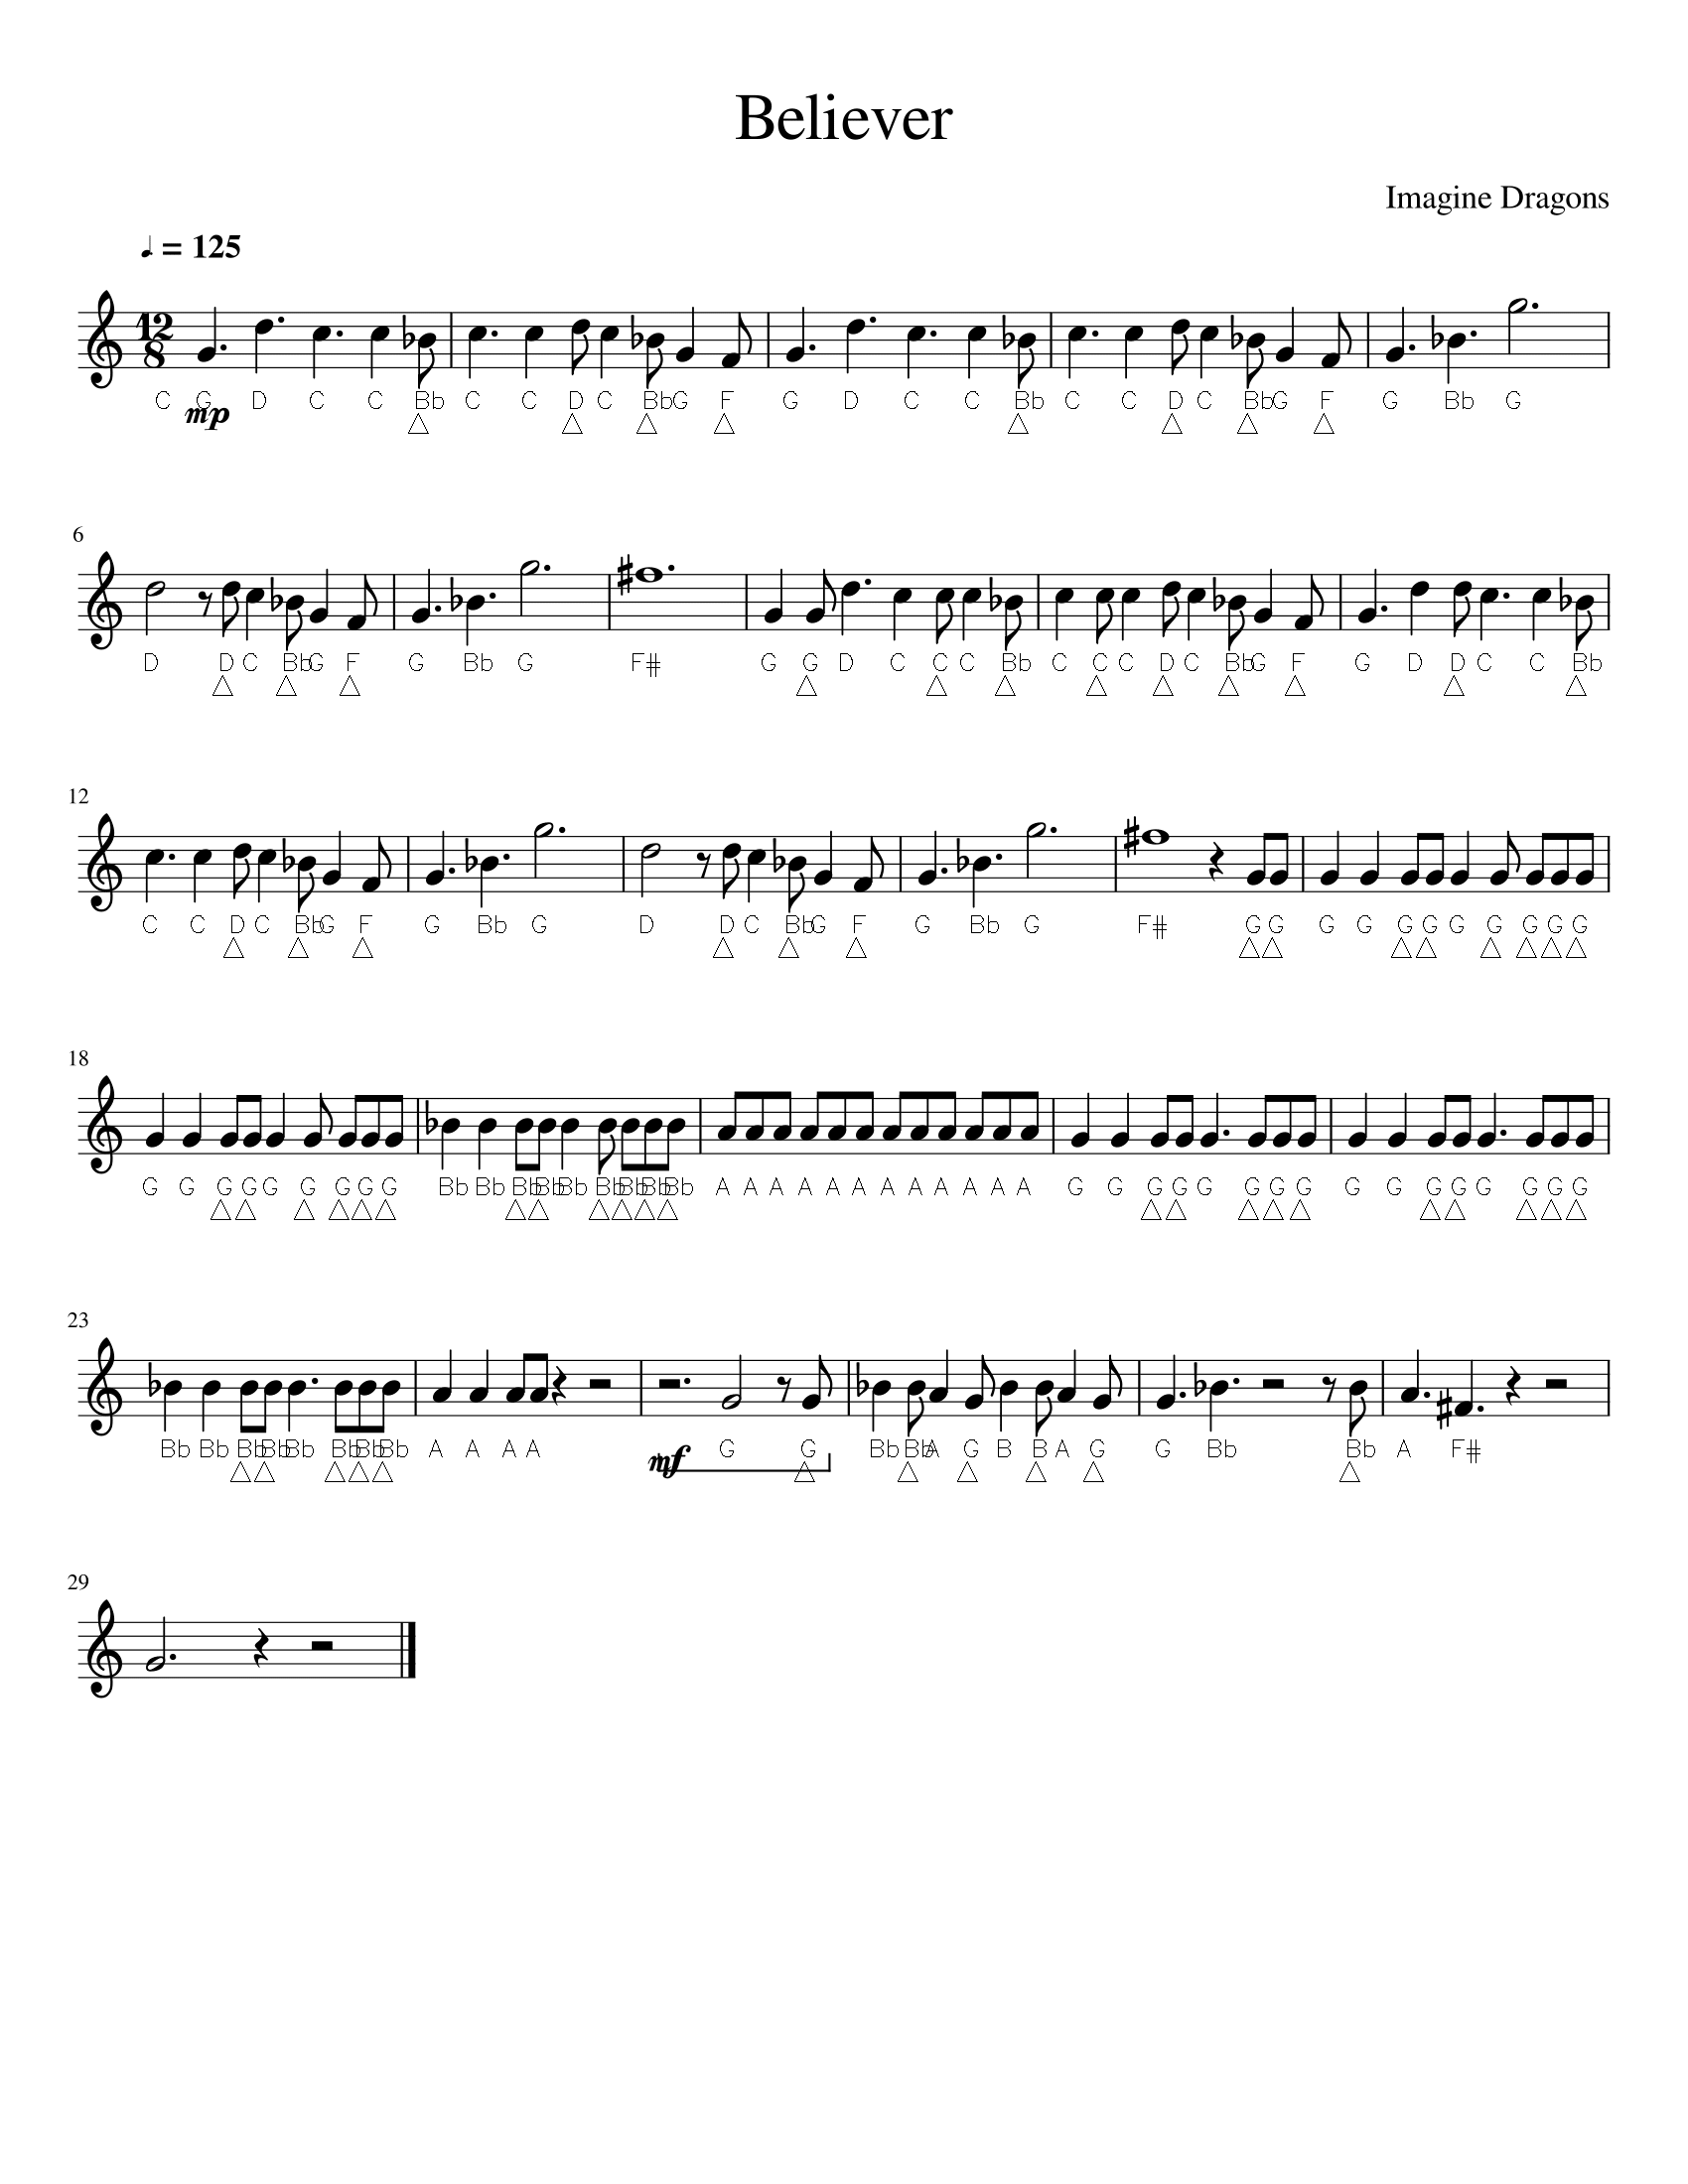 Believer
Imagine Dragons
♩ = 125
12
8
C G D C C Bb C C D C Bb G F G D C C Bb C C D C Bb G F G Bb G
mp
6
D D C Bb G F G Bb G F# G G D C C C Bb C C C D C Bb G F G D D C C Bb
12
C C D C Bb G F G Bb G D D C Bb G F G Bb G F# G G G G G G G G G G G
18
G G G G G G G G G Bb Bb Bb Bb Bb Bb Bb Bb Bb A A A A A A A A A A A A G G G G G G G G G G G G G G G G
23
Bb Bb Bb Bb Bb Bb Bb Bb A A A A G G Bb Bb A G B B A G G Bb Bb A F#
mf
29